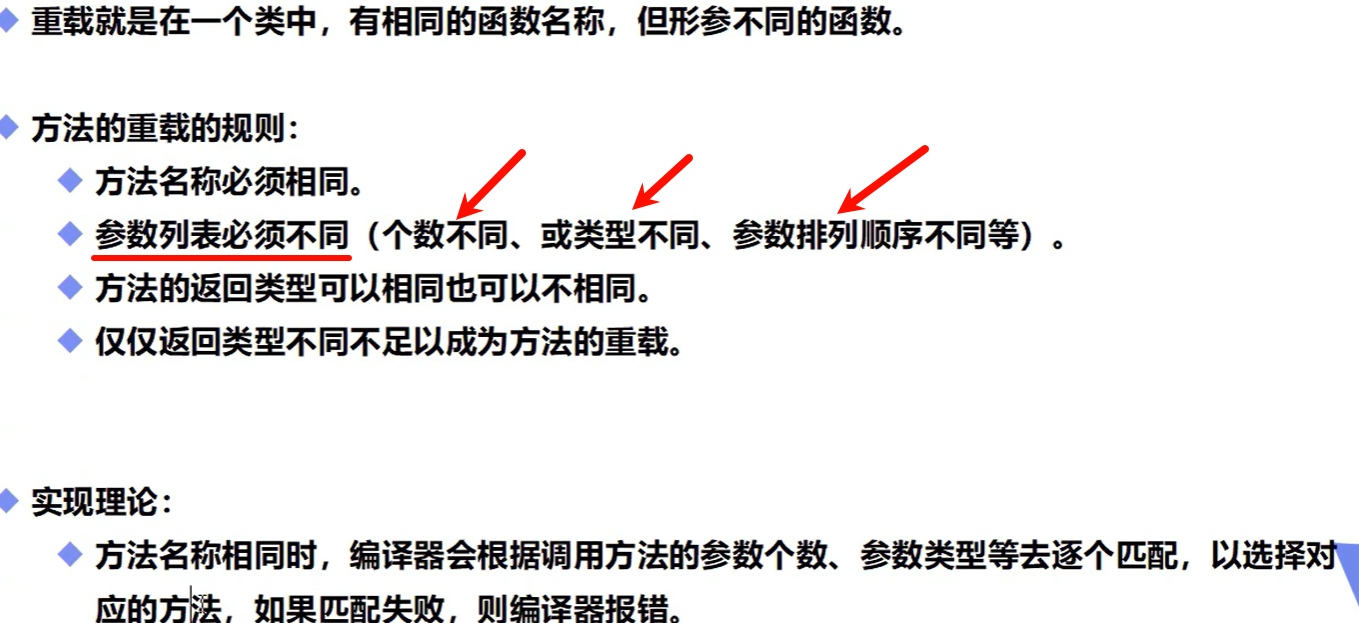 重载就是在一个类中，有相同的函数名称，但形参不同的函数。
方法的重载的规则：
方法名称必须相同。
参数列表必须不同（个数不同、或类型不同、参数排列顺序不同等）。
方法的返回类型可以相同也可以不相同。
仅仅返回类型不同不足以成为方法的重载。
实现理论：
方法名称相同时，编译器会根据调用方法的参数个数、参数类型等去逐个匹配，以选择对
应的方法，如果匹配失败，则编译器报错。